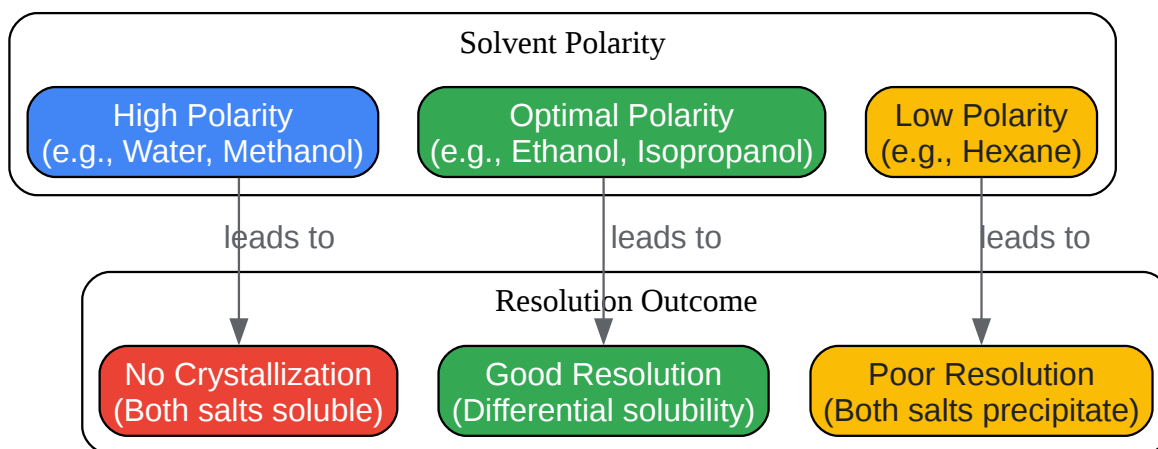 Solvent Polarity
High Polarity
(e.g., Water, Methanol)
Optimal Polarity
(e.g., Ethanol, Isopropanol)
Low Polarity
(e.g., Hexane)
leads to
leads to
leads to
Resolution Outcome
No Crystallization
(Both salts soluble)
Good Resolution
(Differential solubility)
Poor Resolution
(Both salts precipitate)